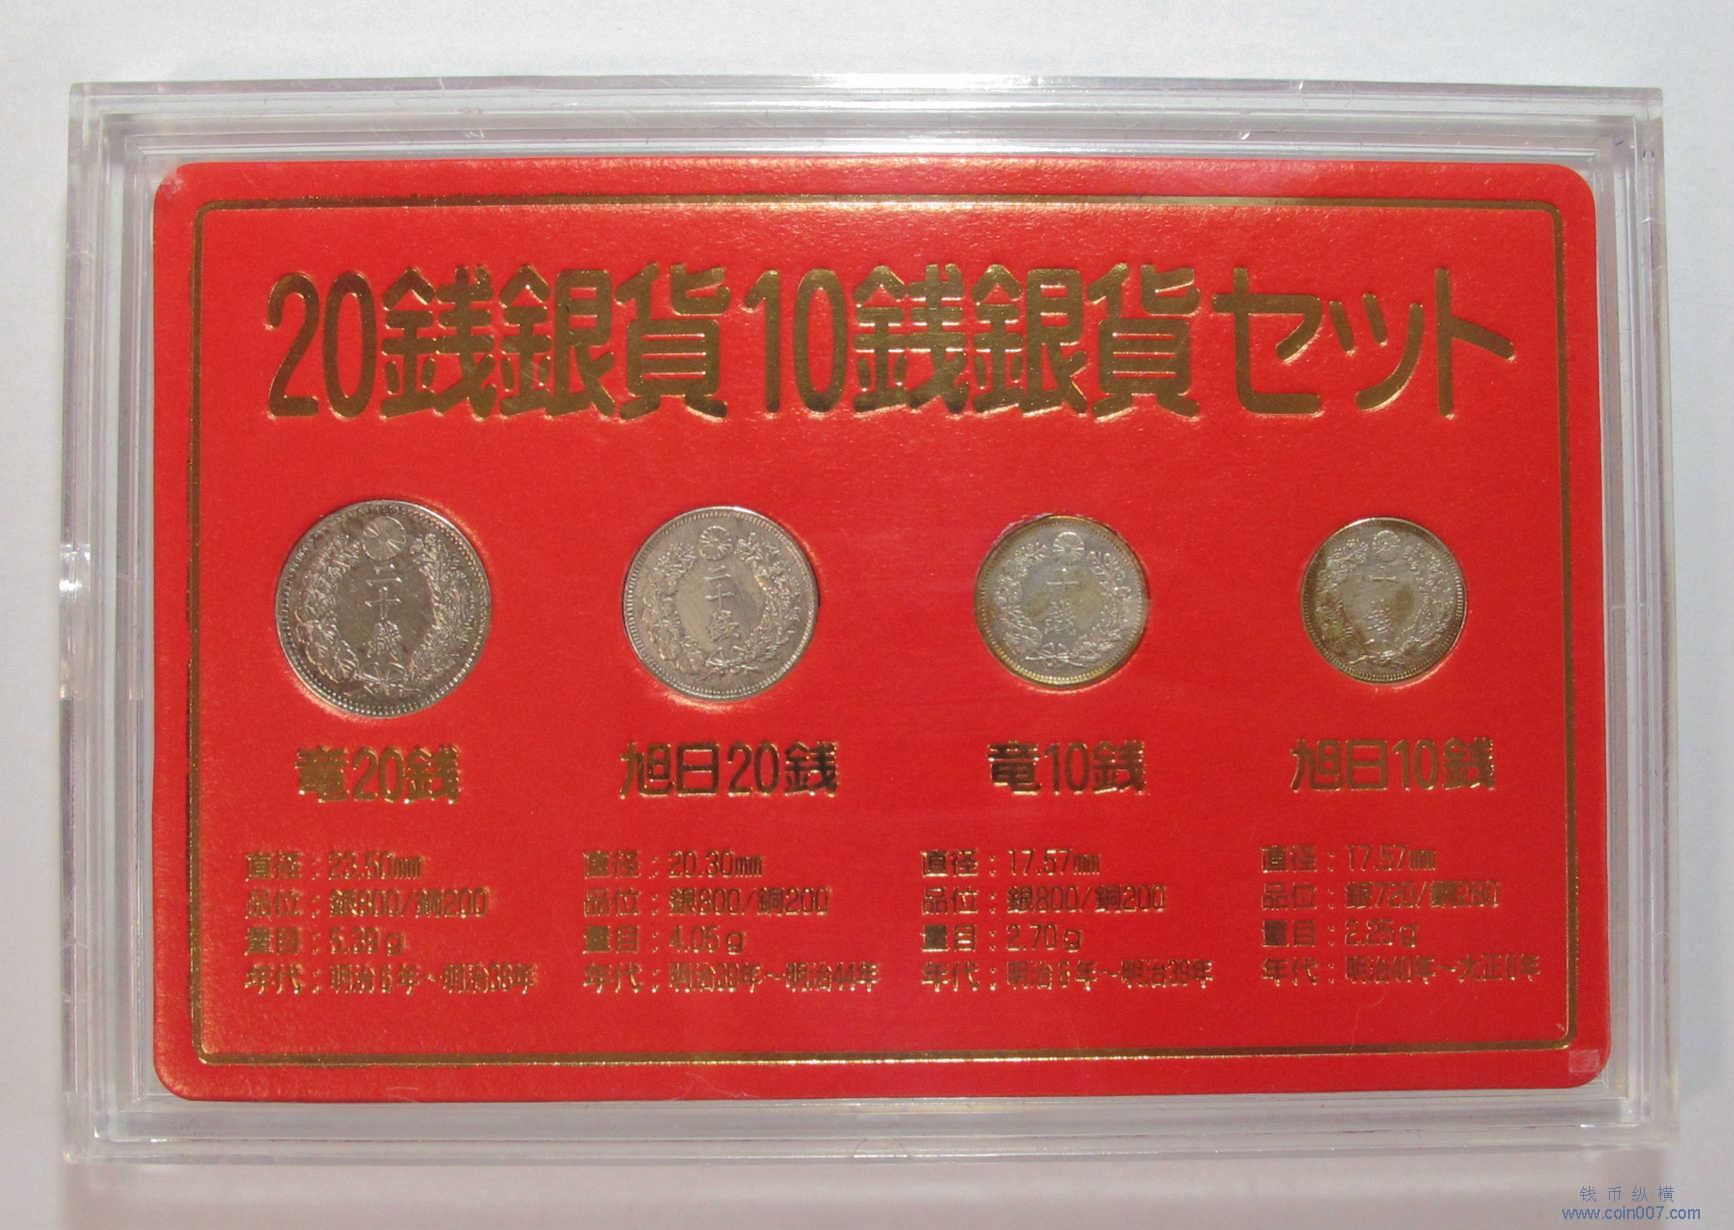 20銭銀貨10銭銀貨セット
二十銭
二十銭
十銭
十銭
竜20銭
旭日20銭
竜10銭
旭日10銭
直径：23.50㎜
品位：銀800/銅200
量目：5.39g
年代：明治6年～明治38年
直径：20.30㎜
品位：銀800/銅200
量目：4.05g
年代：明治39年～明治44年
直径：17.57㎜
品位：銀800/銅200
量目：2.70g
年代：明治6年～明治39年
直径：17.57㎜
品位：銀720/銅280
量目：2.25g
年代：明治40年～大正6年
钱币纵横
www.coin007.com